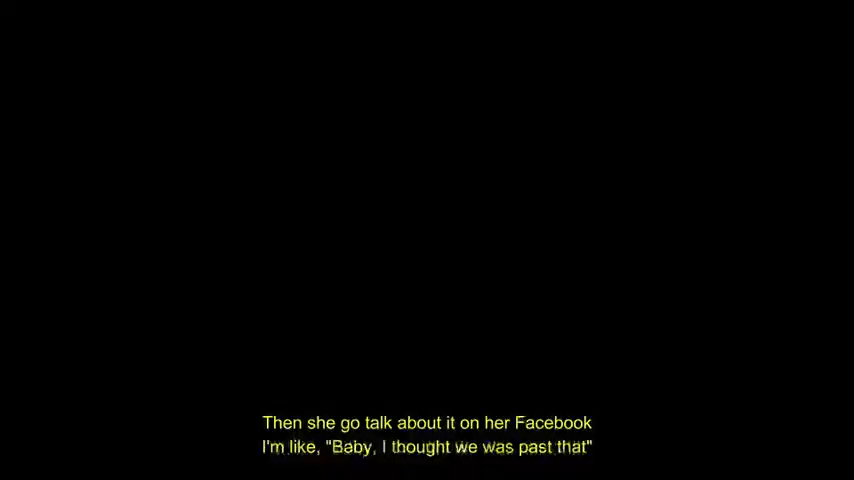 Then she go talk about it on her Facebook
I'm like, "Baby, I thought we was past that"